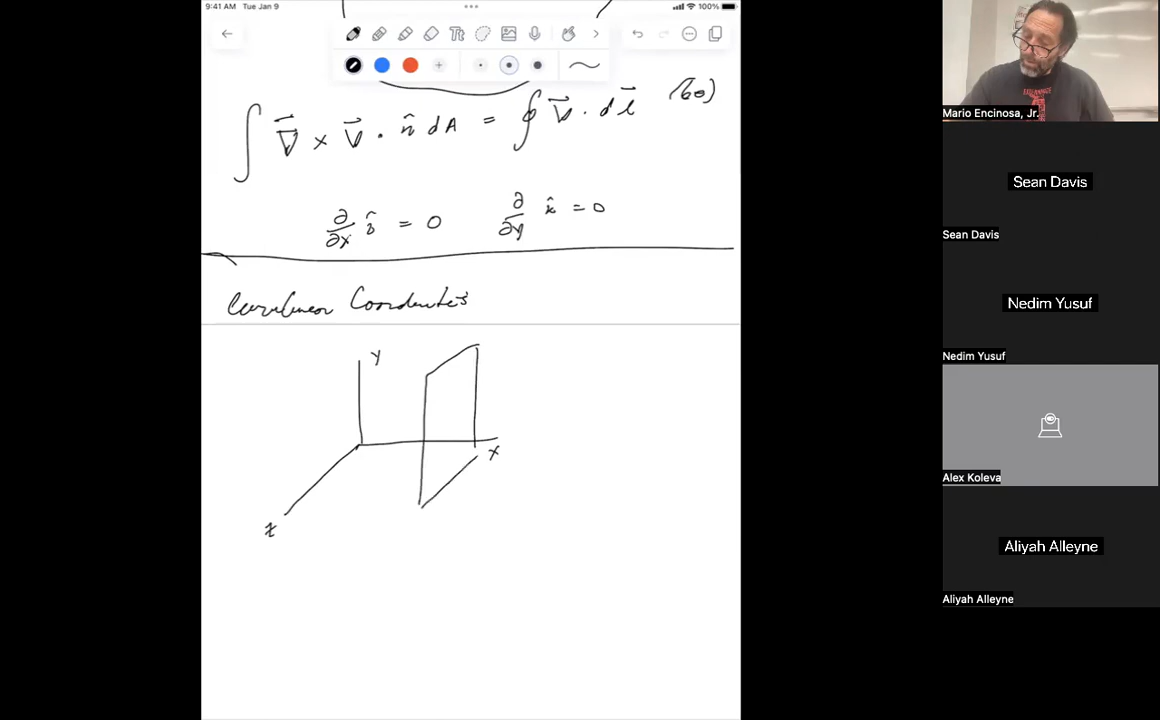 9:41 AM Tue Jan 9
100%
∫ ∇⃗ × V⃗ · n̂ dA = ∮ V⃗ · dl⃗ (60)
∂/∂x ĵ = 0 ∂/∂y x̂ = 0
Curvilinear Coordinates
y
x
z
Mario Encinosa, Jr.
Sean Davis
Sean Davis
Nedim Yusuf
Nedim Yusuf
Alex Koleva
Aliyah Alleyne
Aliyah Alleyne